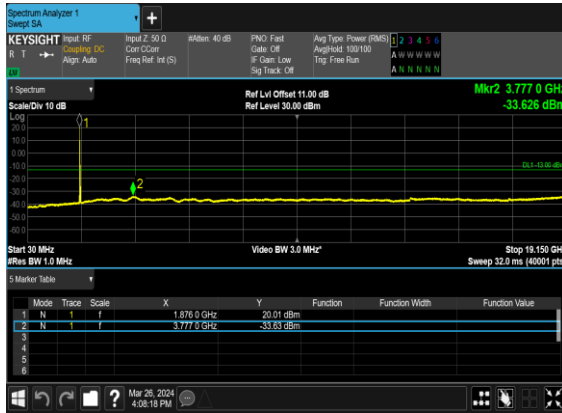 Spectrum Analyzer 1
Swept SA
KEYSIGHT Input: RF Input Z: 50 Ω #Atten: 40 dB PNO: Fast Avg Type: Power (RMS) 1 2 3 4 5 6
R T Coupling: DC Corr CCorr Gate: Off Avg|Hold: 100/100 A W W W W W
Align: Auto Freq Ref: Int (S) IF Gain: Low Trig: Free Run
Sig Track: Off A N N N N N
1 Spectrum Ref Lvl Offset 11.00 dB Mkr2 3.777 0 GHz
Scale/Div 10 dB Ref Level 30.00 dBm -33.626 dBm
Log
20.0
10.0
0.00
-10.0
-20.0
-30.0
-40.0
-50.0
-60.0
1
2
DL1 -13.00 dBm
Start 30 MHz Video BW 3.0 MHz* Stop 19.150 GHz
#Res BW 1.0 MHz Sweep 32.0 ms (40001 pts)
5 Marker Table
Mode Trace Scale X Y Function Function Width Function Value
1 N 1 f 1.876 0 GHz 20.01 dBm
2 N 1 f 3.777 0 GHz -33.63 dBm
3
4
5
6
Mar 26, 2024
4:08:18 PM